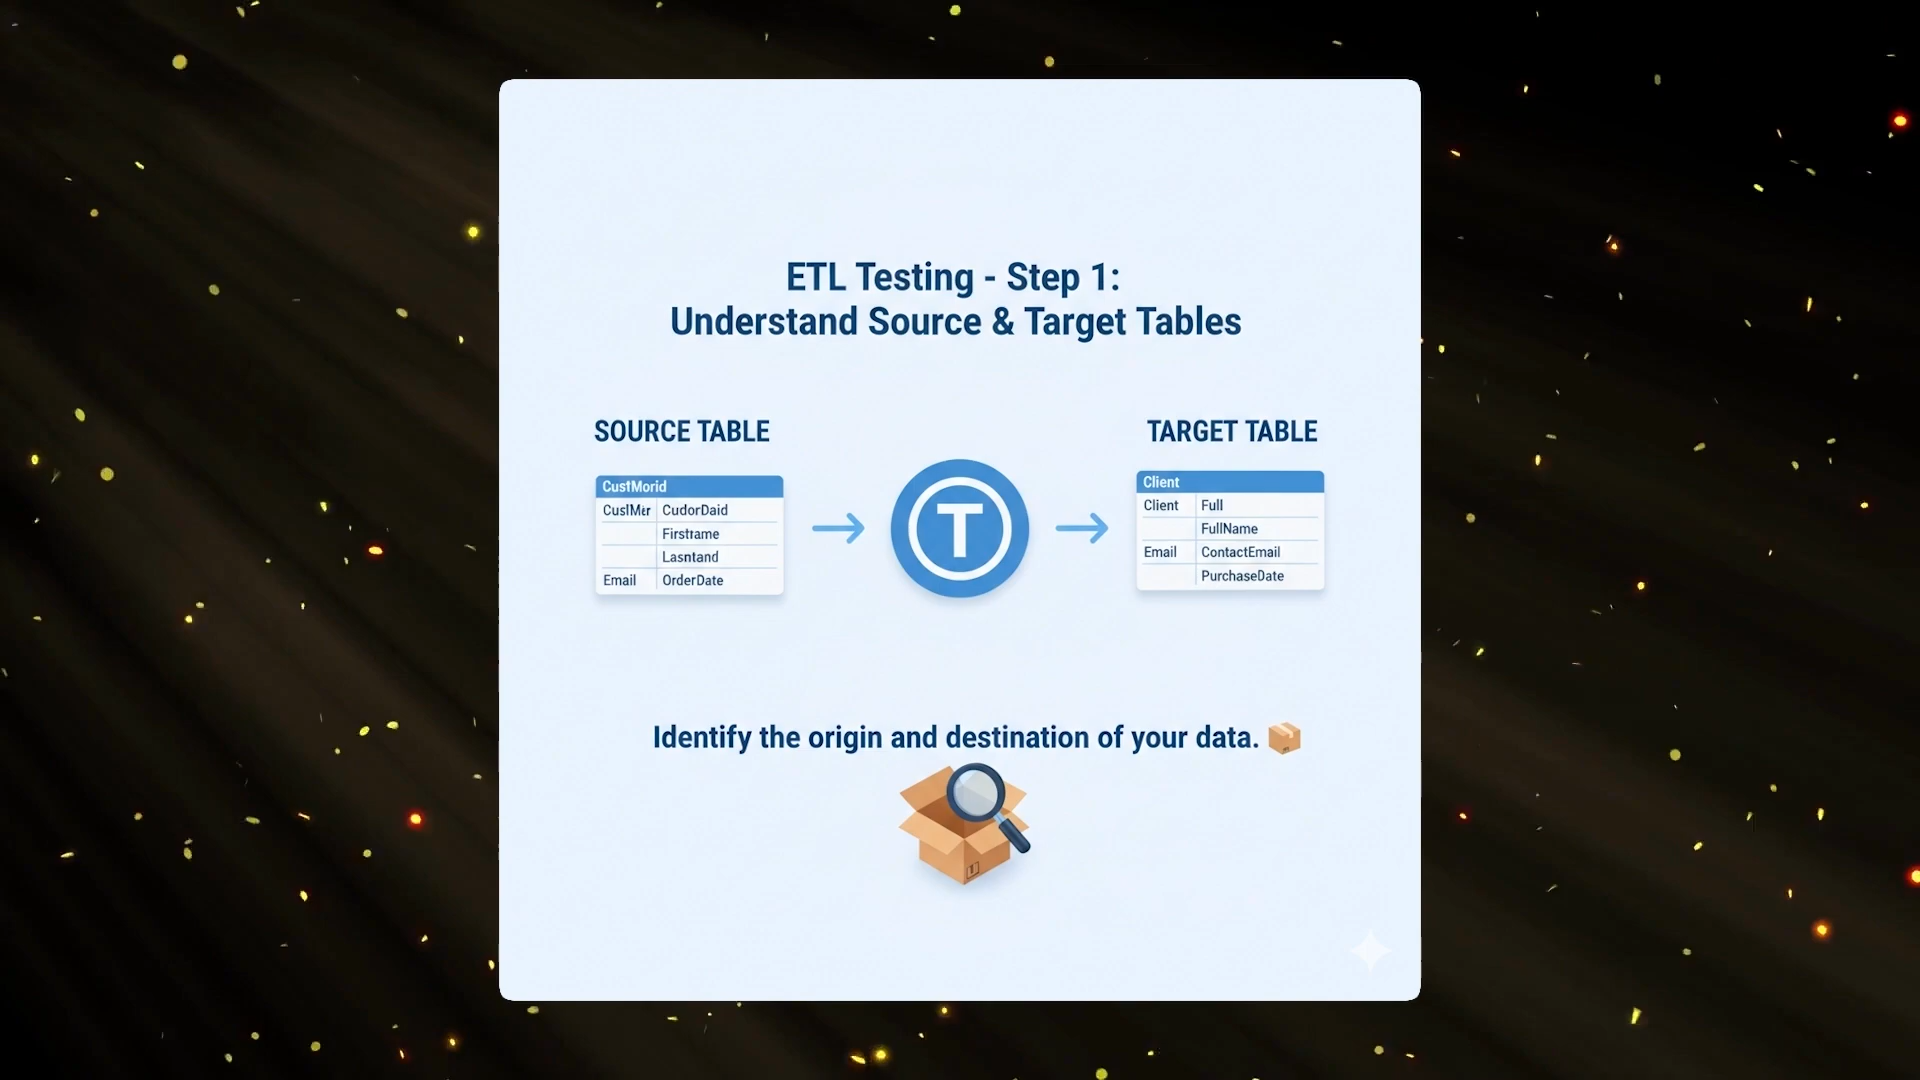 ETL Testing - Step 1:
Understand Source & Target Tables
SOURCE TABLE
CustMorid
CuslMtr CudorDaid
Firstrame
Lasntand
Email OrderDate
T
TARGET TABLE
Client
Client Full
FullName
Email ContactEmail
PurchaseDate
Identify the origin and destination of your data.